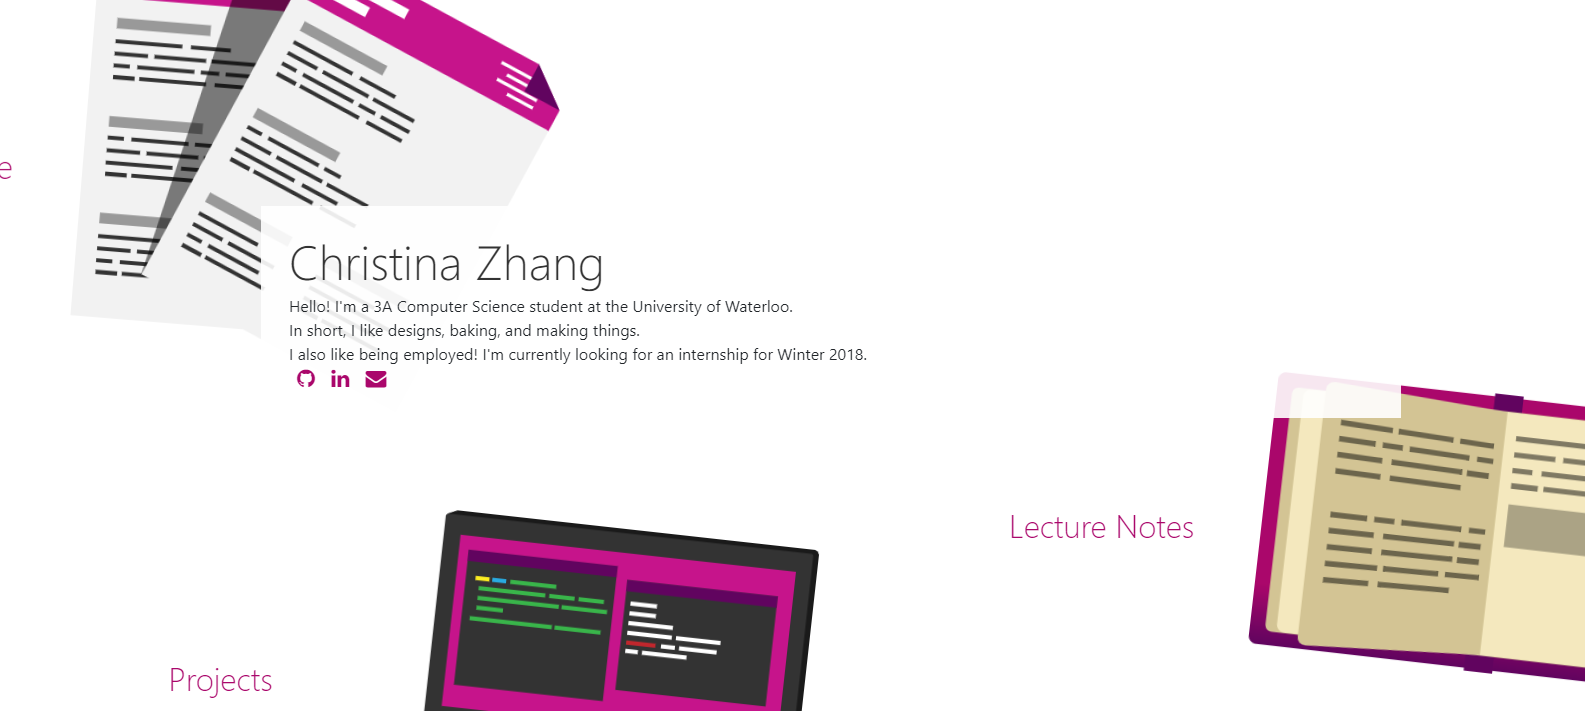 e
Christina Zhang
Hello! I'm a 3A Computer Science student at the University of Waterloo.
In short, I like designs, baking, and making things.
I also like being employed! I'm currently looking for an internship for Winter 2018.
in
Lecture Notes
Projects